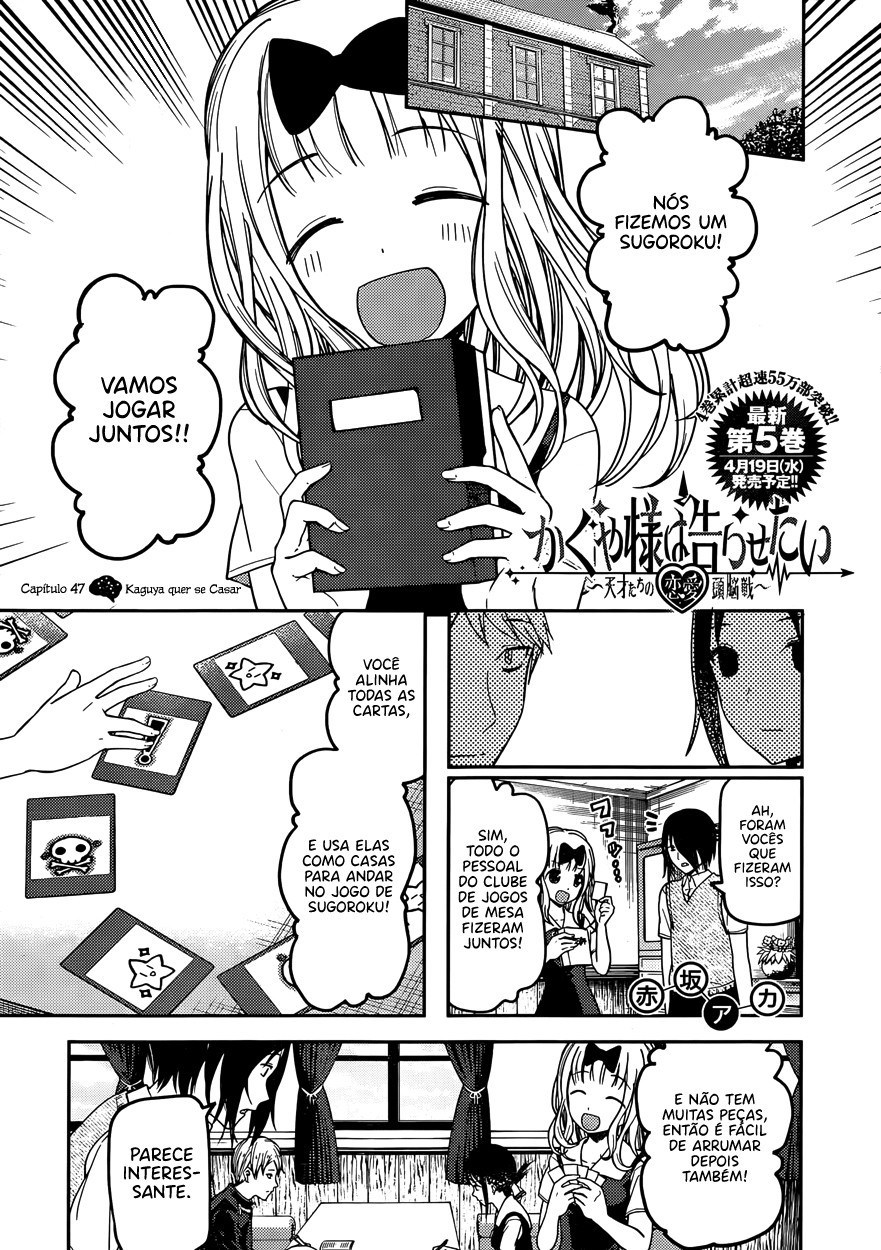 NÓS
FIZEMOS UM
SUGOROKU!
VAMOS
JOGAR
JUNTOS!!
4巻累計超速55万部突破!!
最新
第5巻
4月19日(水)
発売予定!!
かぐや様は告らせたい
〜天才たちの恋愛頭脳戦〜
Capítulo 47 Kaguya quer se Casar
AH,
FORAM
VOCÊS
QUE
FIZERAM
ISSO?
SIM,
TODO O
PESSOAL
DO CLUBE
DE JOGOS
DE MESA
FIZERAM
JUNTOS!
フフッ…
赤坂アカ
VOCÊ
ALINHA
TODAS AS
CARTAS,
E USA ELAS
COMO CASAS
PARA ANDAR
NO JOGO DE
SUGOROKU!
E NÃO TEM
MUITAS PEÇAS,
ENTÃO É FÁCIL
DE ARRUMAR
DEPOIS
TAMBÉM!
PARECE
INTERES-
SANTE.